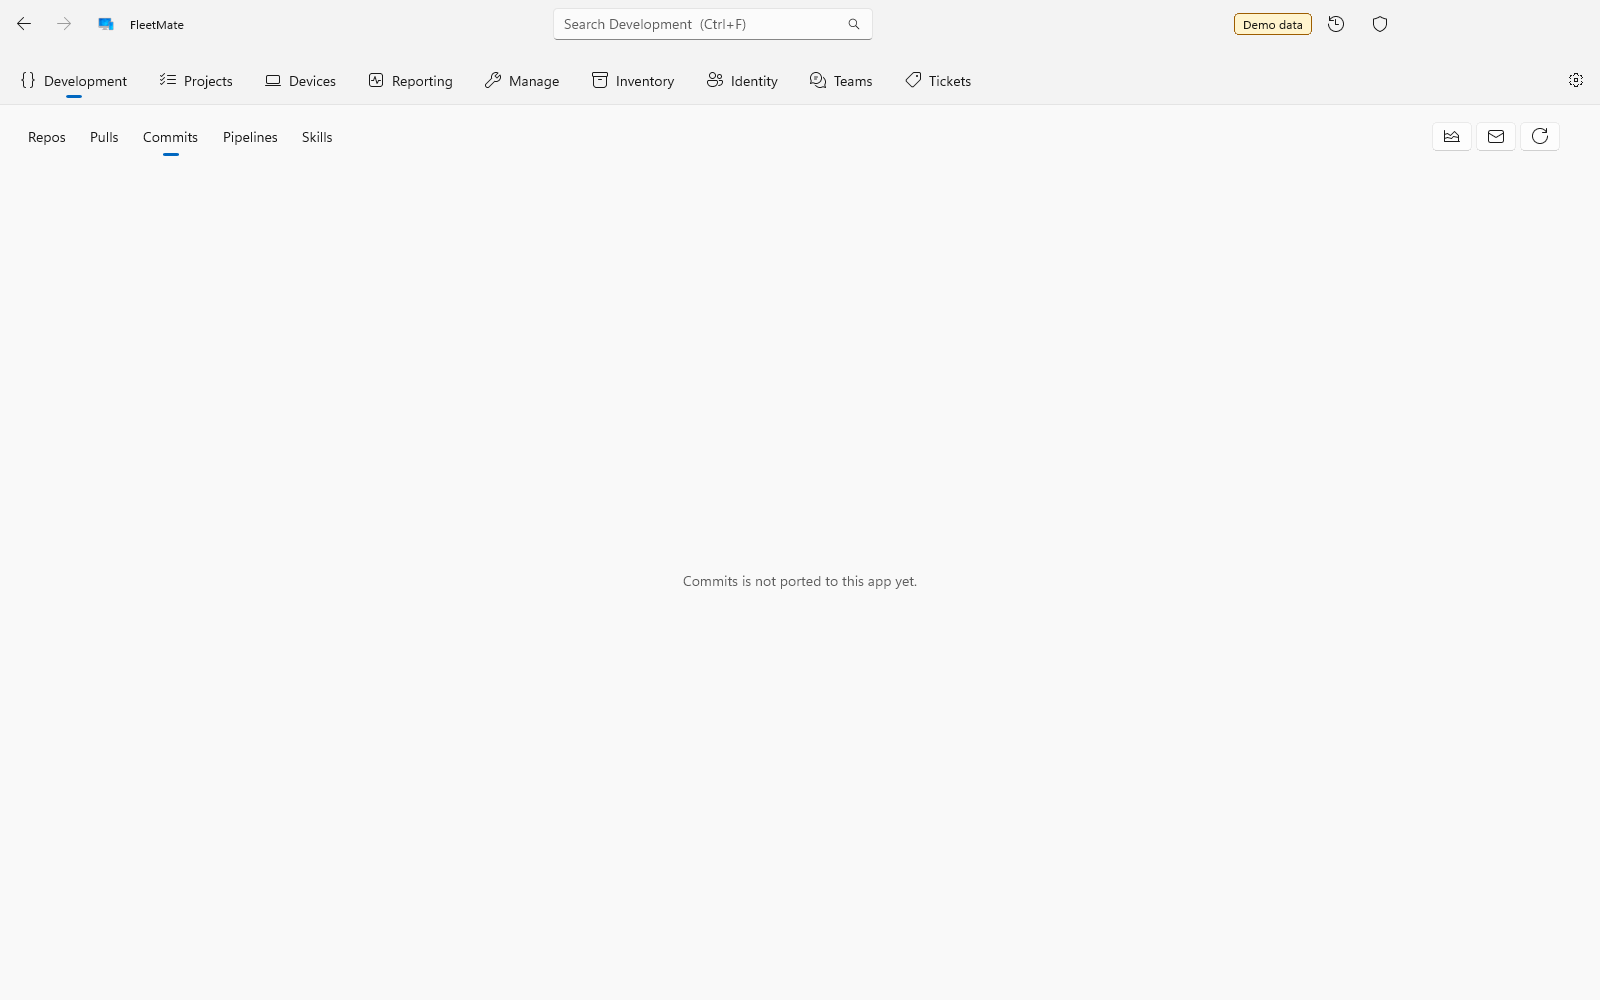 FleetMate
Search Development (Ctrl+F)
Demo data
Development
Projects
Devices
Reporting
Manage
Inventory
Identity
Teams
Tickets
Repos
Pulls
Commits
Pipelines
Skills
Commits is not ported to this app yet.